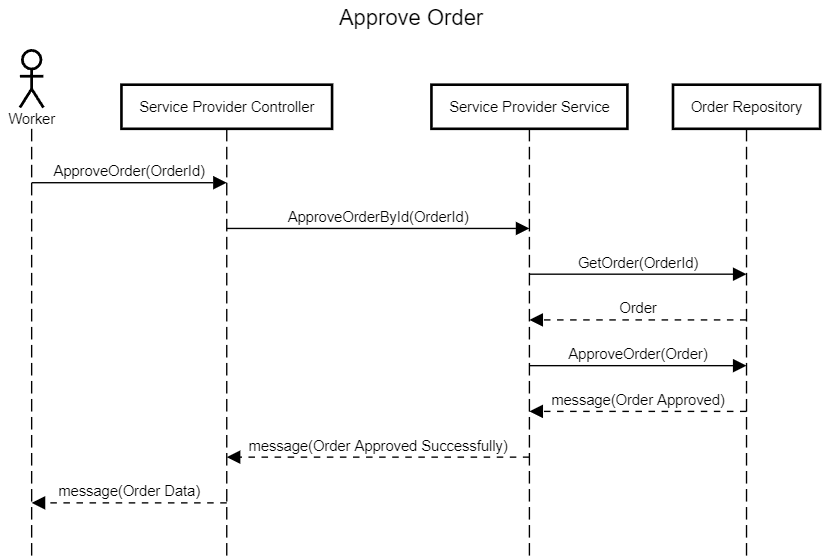 Approve Order
Worker
Service Provider Controller
Service Provider Service
Order Repository
ApproveOrder(OrderId)
ApproveOrderById(OrderId)
GetOrder(OrderId)
Order
ApproveOrder(Order)
message(Order Approved)
message(Order Approved Successfully)
message(Order Data)